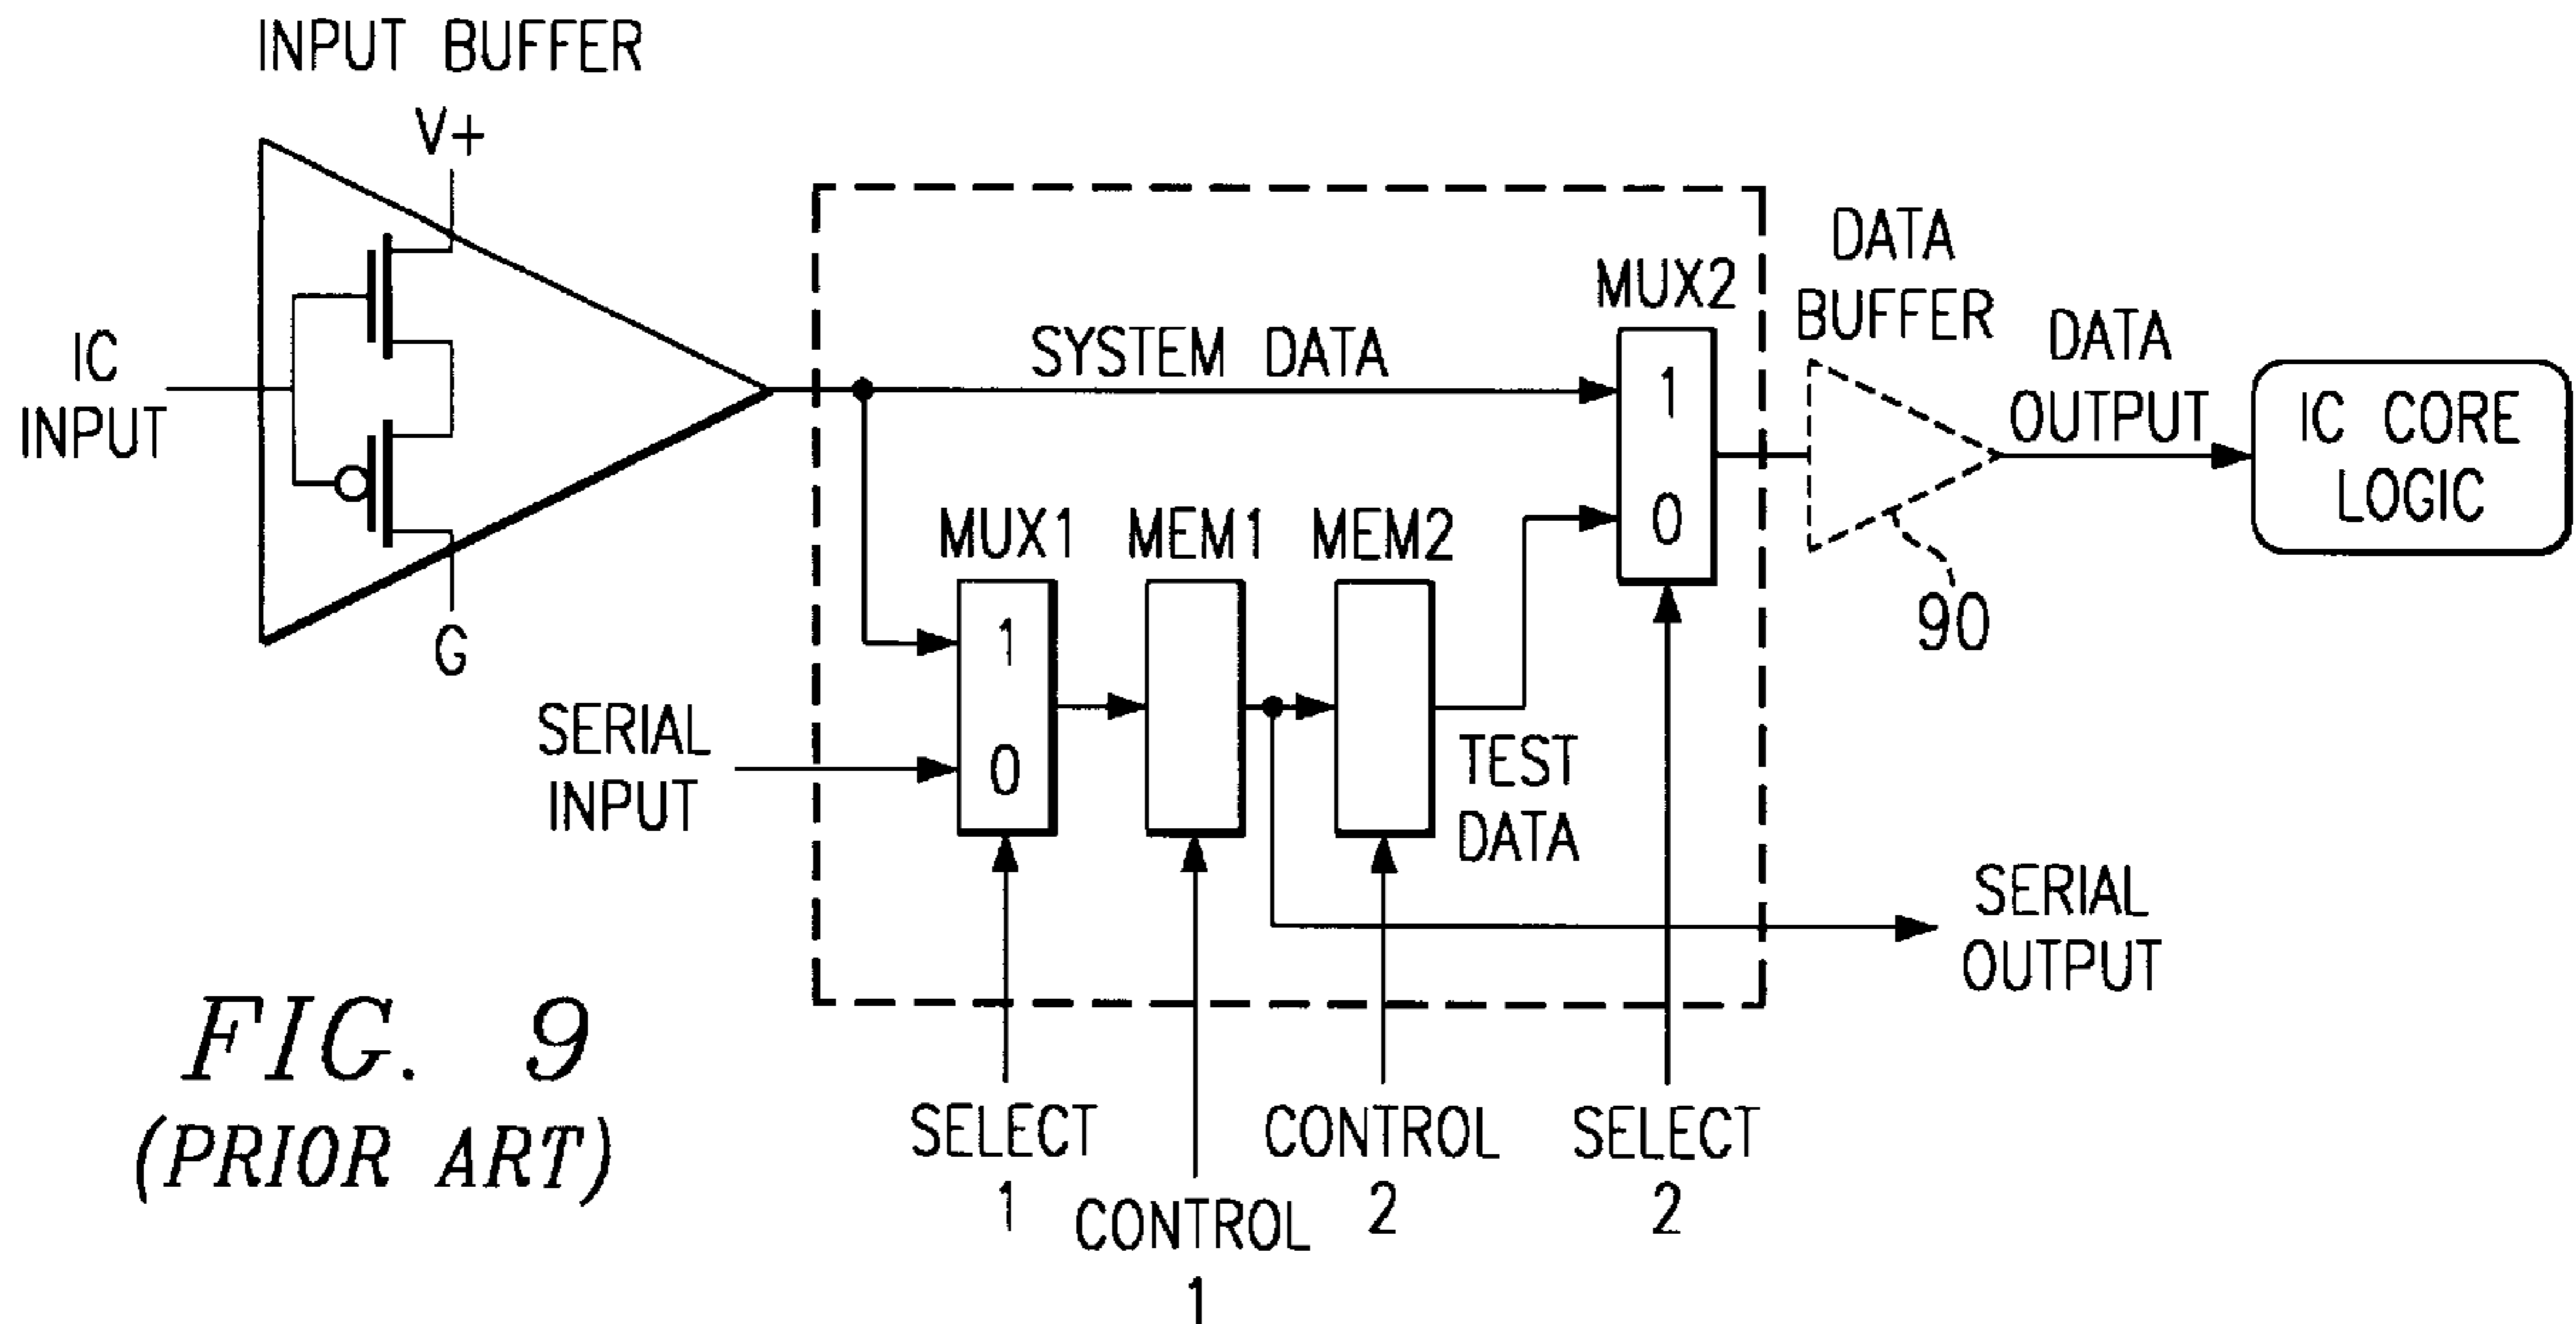 INPUT BUFFER
V+
IC
INPUT
G
SYSTEM DATA
MUX2
1
0
DATA
BUFFER
90
DATA
OUTPUT
IC CORE
LOGIC
MUX1
1
0
MEM1
MEM2
TEST
DATA
SERIAL
INPUT
SERIAL
OUTPUT
SELECT
1
CONTROL
1
CONTROL
2
SELECT
2
FIG. 9
(PRIOR ART)